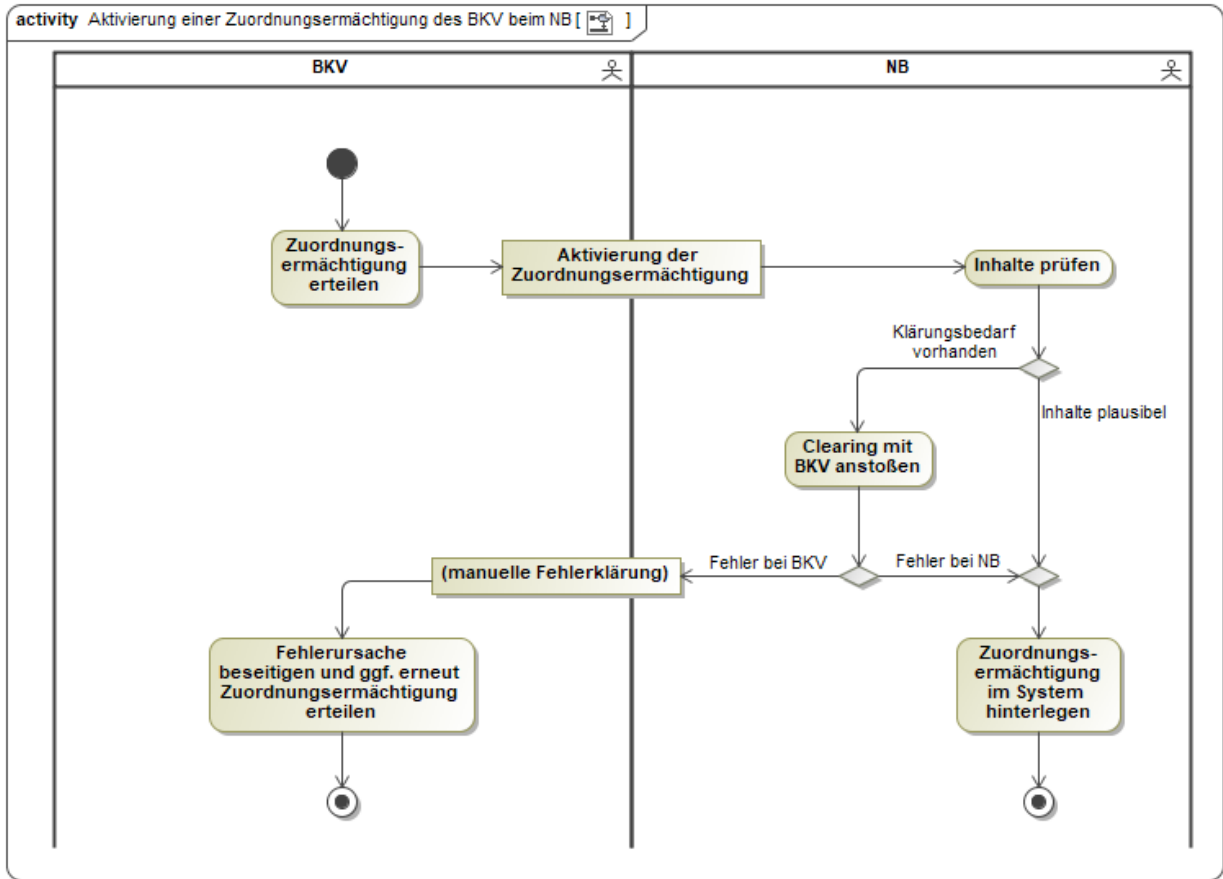 activity Aktivierung einer Zuordnungsermächtigung des BKV beim NB [ ]
BKV
NB
Zuordnungs-
ermächtigung
erteilen
Aktivierung der
Zuordnungsermächtigung
Inhalte prüfen
Klärungsbedarf
vorhanden
Inhalte plausibel
Clearing mit
BKV anstoßen
(manuelle Fehlerklärung)
Fehler bei BKV
Fehler bei NB
Fehlerursache
beseitigen und ggf. erneut
Zuordnungsermächtigung
erteilen
Zuordnungs-
ermächtigung
im System
hinterlegen